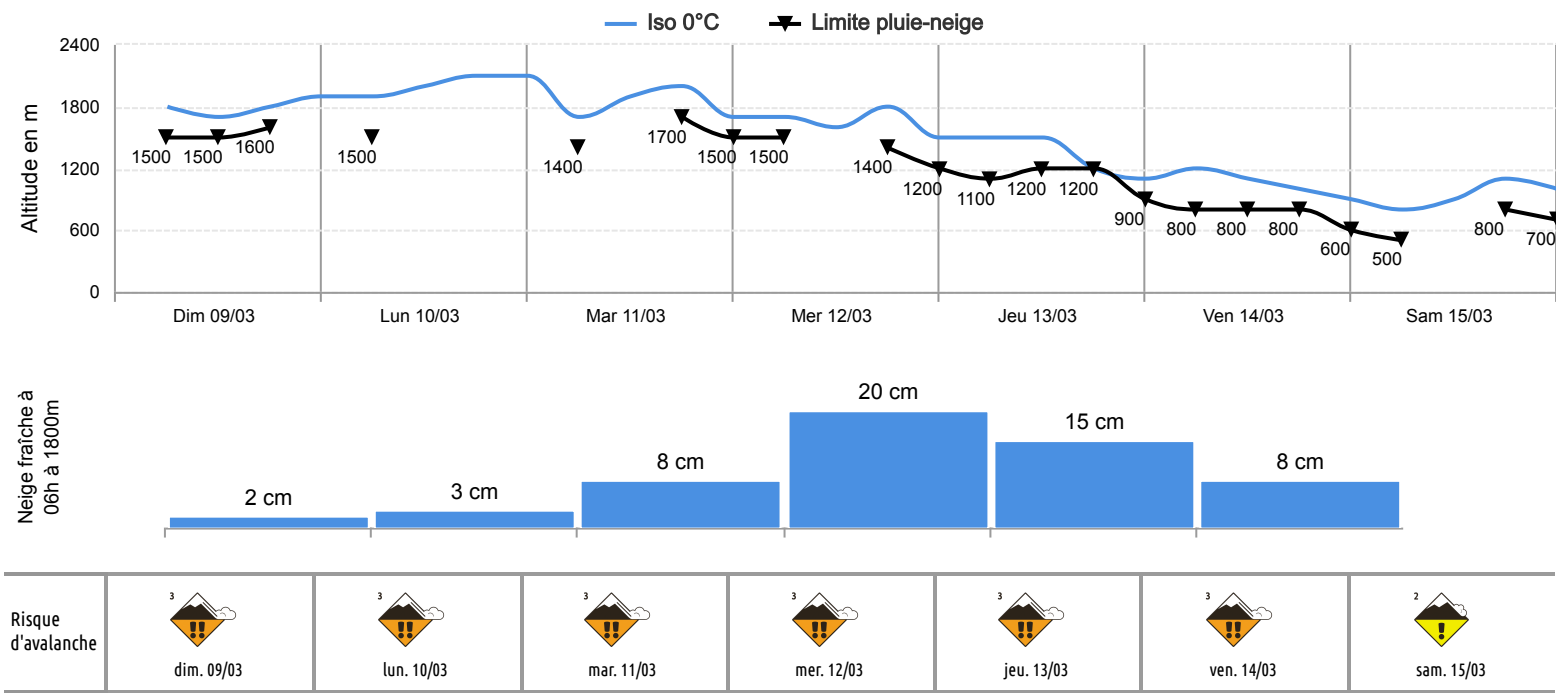 Iso 0°C Limite pluie-neige
Altitude en m
2400
1800
1200
600
0
1500 1500 1600 1500 1400 1700 1500 1500 1400 1200 1100 1200 1200 900 800 800 800 600 500 800 700
Dim 09/03 Lun 10/03 Mar 11/03 Mer 12/03 Jeu 13/03 Ven 14/03 Sam 15/03
Neige fraîche à
06h à 1800m
2 cm 3 cm 8 cm 20 cm 15 cm 8 cm
Risque
d'avalanche
3 3 3 3 3 3 2
!! !! !! !! !! !! !
dim. 09/03 lun. 10/03 mar. 11/03 mer. 12/03 jeu. 13/03 ven. 14/03 sam. 15/03